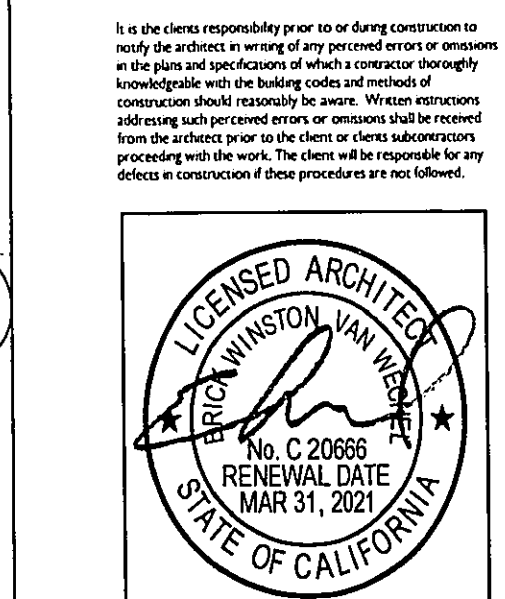 It is the clients responsibility prior to or during construction to
notify the architect in writing of any perceived errors or omissions
in the plans and specifications of which a contractor thoroughly
knowledgeable with the building codes and methods of
construction should reasonably be aware. Written instructions
addressing such perceived errors or omissions shall be received
from the architect prior to the client or clients subcontractors
proceeding with the work. The client will be responsible for any
defects in construction if these procedures are not followed.
LICENSED ARCHITECT
BRICK WINSTON VAN WECHEL
No. C 20666
RENEWAL DATE
MAR 31, 2021
STATE OF CALIFORNIA